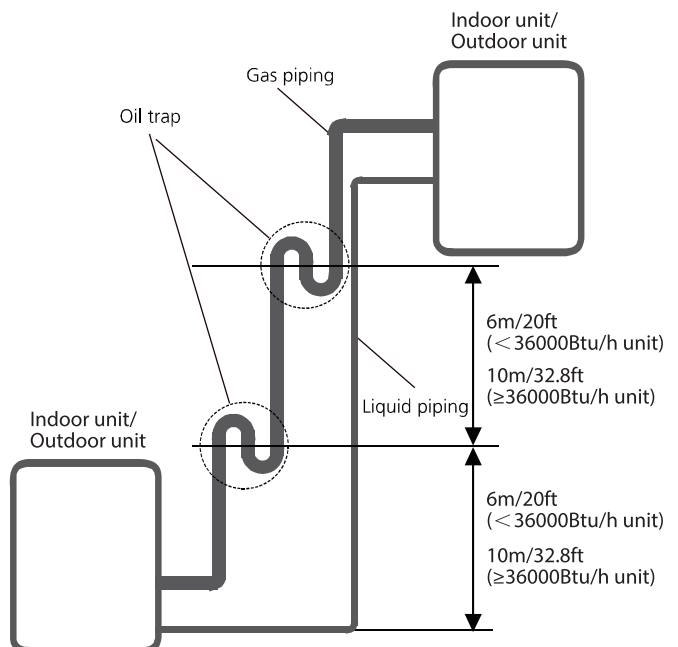 Indoor unit/
Outdoor unit
Gas piping
Oil trap
6m/20ft
(<36000Btu/h unit)
10m/32.8ft
(≥36000Btu/h unit)
Liquid piping
Indoor unit/
Outdoor unit
6m/20ft
(<36000Btu/h unit)
10m/32.8ft
(≥36000Btu/h unit)